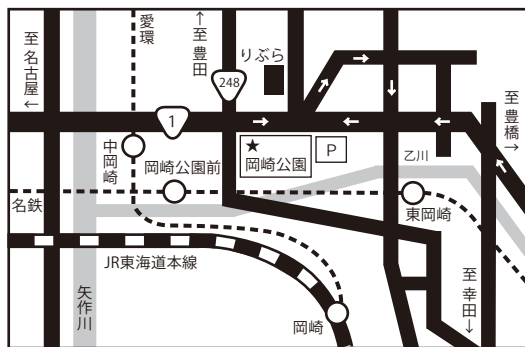 至名古屋↓
愛環
↑至豊田
りぶら
248
至豊橋→
1
中岡崎
岡崎公園前
★
岡崎公園
P
乙川
名鉄
東岡崎
JR東海道本線
矢作川
岡崎
至幸田→